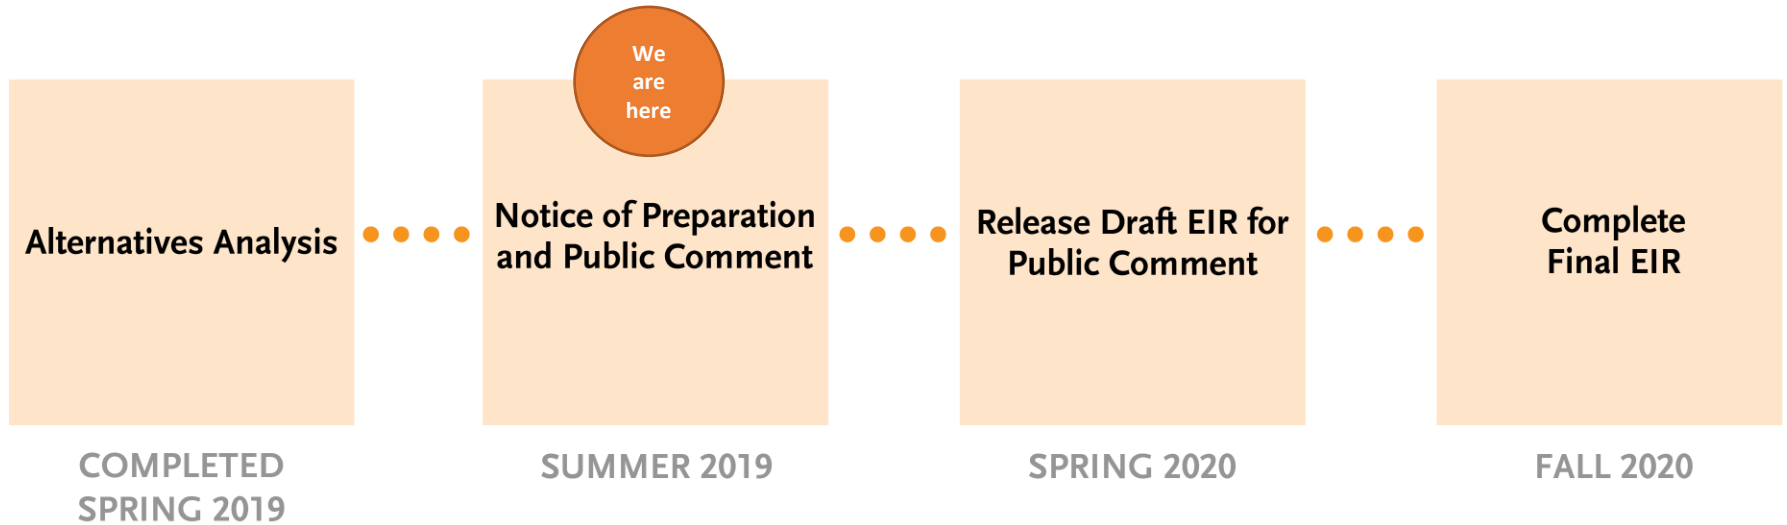 We
are
here
Alternatives Analysis
Notice of Preparation
and Public Comment
Release Draft EIR for
Public Comment
Complete
Final EIR
COMPLETED
SPRING 2019
SUMMER 2019
SPRING 2020
FALL 2020